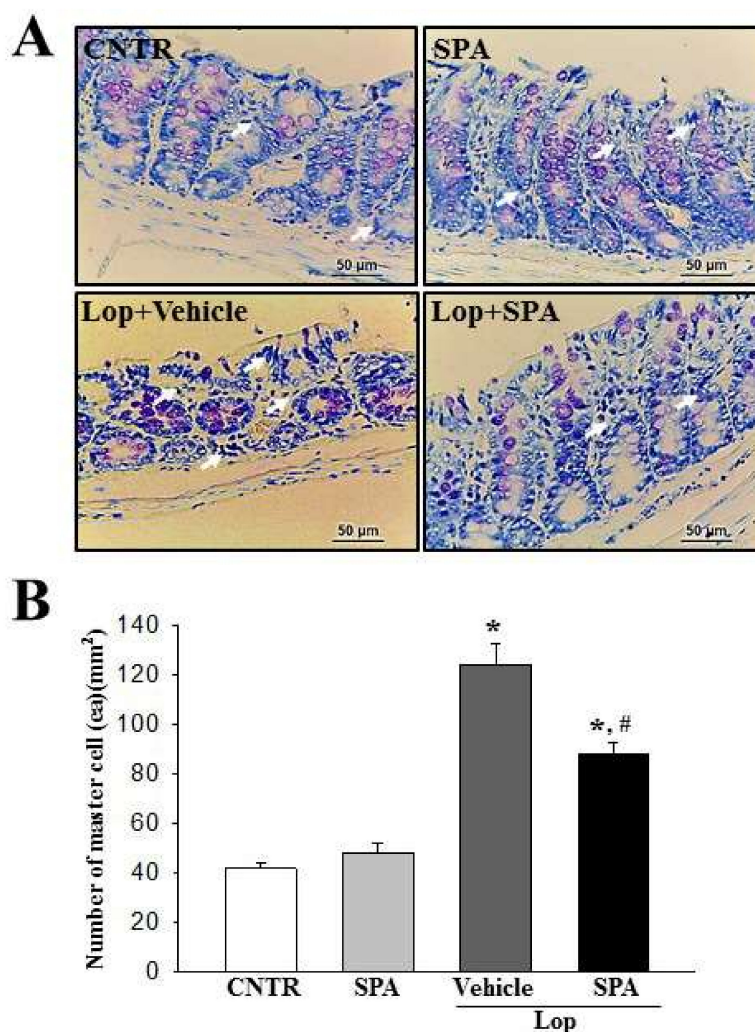 A
CNTR
SPA
50 µm
50 µm
Lop+Vehicle
Lop+SPA
50 µm
50 µm
B
Number of master cell (ea)(mm²)
140
120
100
80
60
40
20
0
*
*, #
CNTR
SPA
Vehicle
SPA
Lop